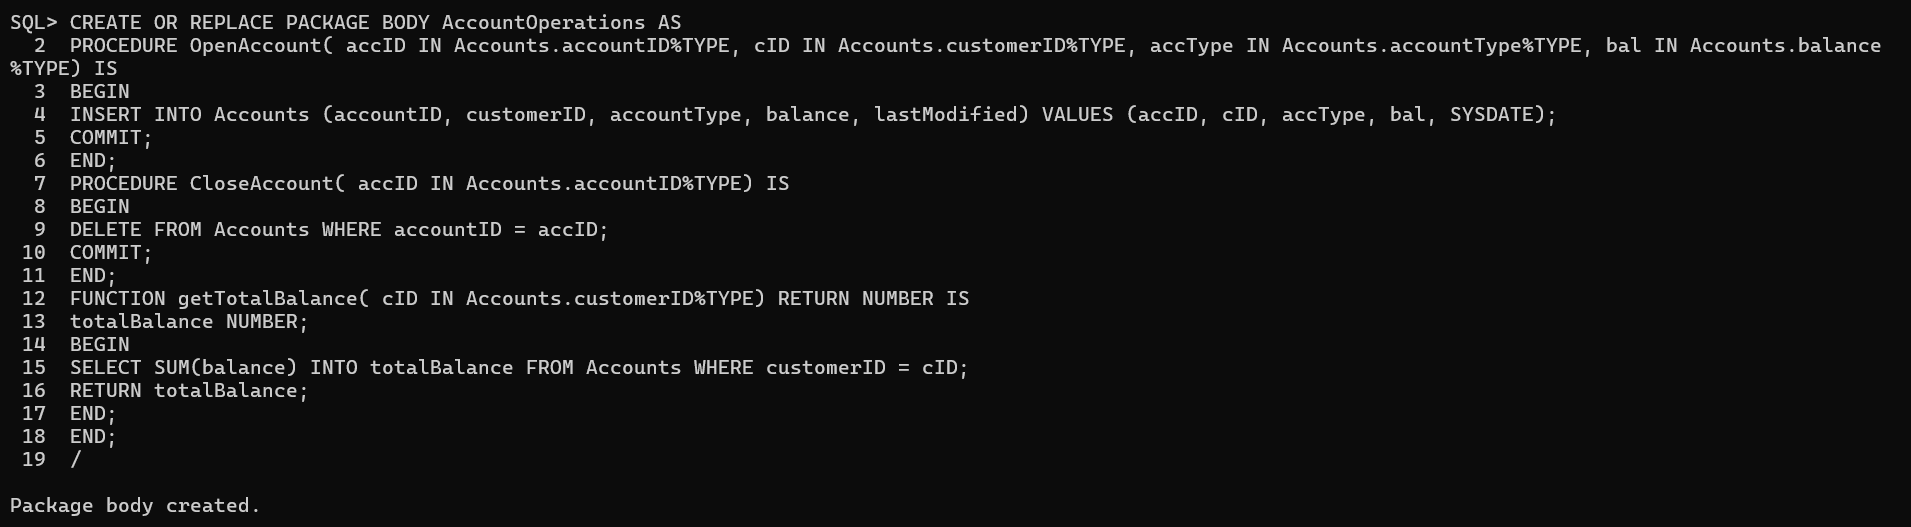 SQL> CREATE OR REPLACE PACKAGE BODY AccountOperations AS
  2  PROCEDURE OpenAccount( accID IN Accounts.accountID%TYPE, cID IN Accounts.customerID%TYPE, accType IN Accounts.accountType%TYPE, bal IN Accounts.balance
%TYPE) IS
  3  BEGIN
  4  INSERT INTO Accounts (accountID, customerID, accountType, balance, lastModified) VALUES (accID, cID, accType, bal, SYSDATE);
  5  COMMIT;
  6  END;
  7  PROCEDURE CloseAccount( accID IN Accounts.accountID%TYPE) IS
  8  BEGIN
  9  DELETE FROM Accounts WHERE accountID = accID;
 10  COMMIT;
 11  END;
 12  FUNCTION getTotalBalance( cID IN Accounts.customerID%TYPE) RETURN NUMBER IS
 13  totalBalance NUMBER;
 14  BEGIN
 15  SELECT SUM(balance) INTO totalBalance FROM Accounts WHERE customerID = cID;
 16  RETURN totalBalance;
 17  END;
 18  END;
 19  /
Package body created.